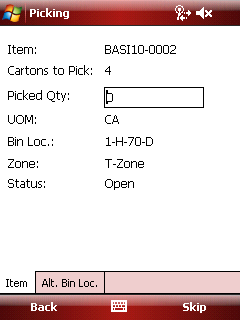 Picking
Item: BASI10-0002
Cartons to Pick: 4
Picked Qty: 0
UOM: CA
Bin Loc.: 1-H-70-D
Zone: T-Zone
Status: Open
Item Alt. Bin Loc.
Back Skip